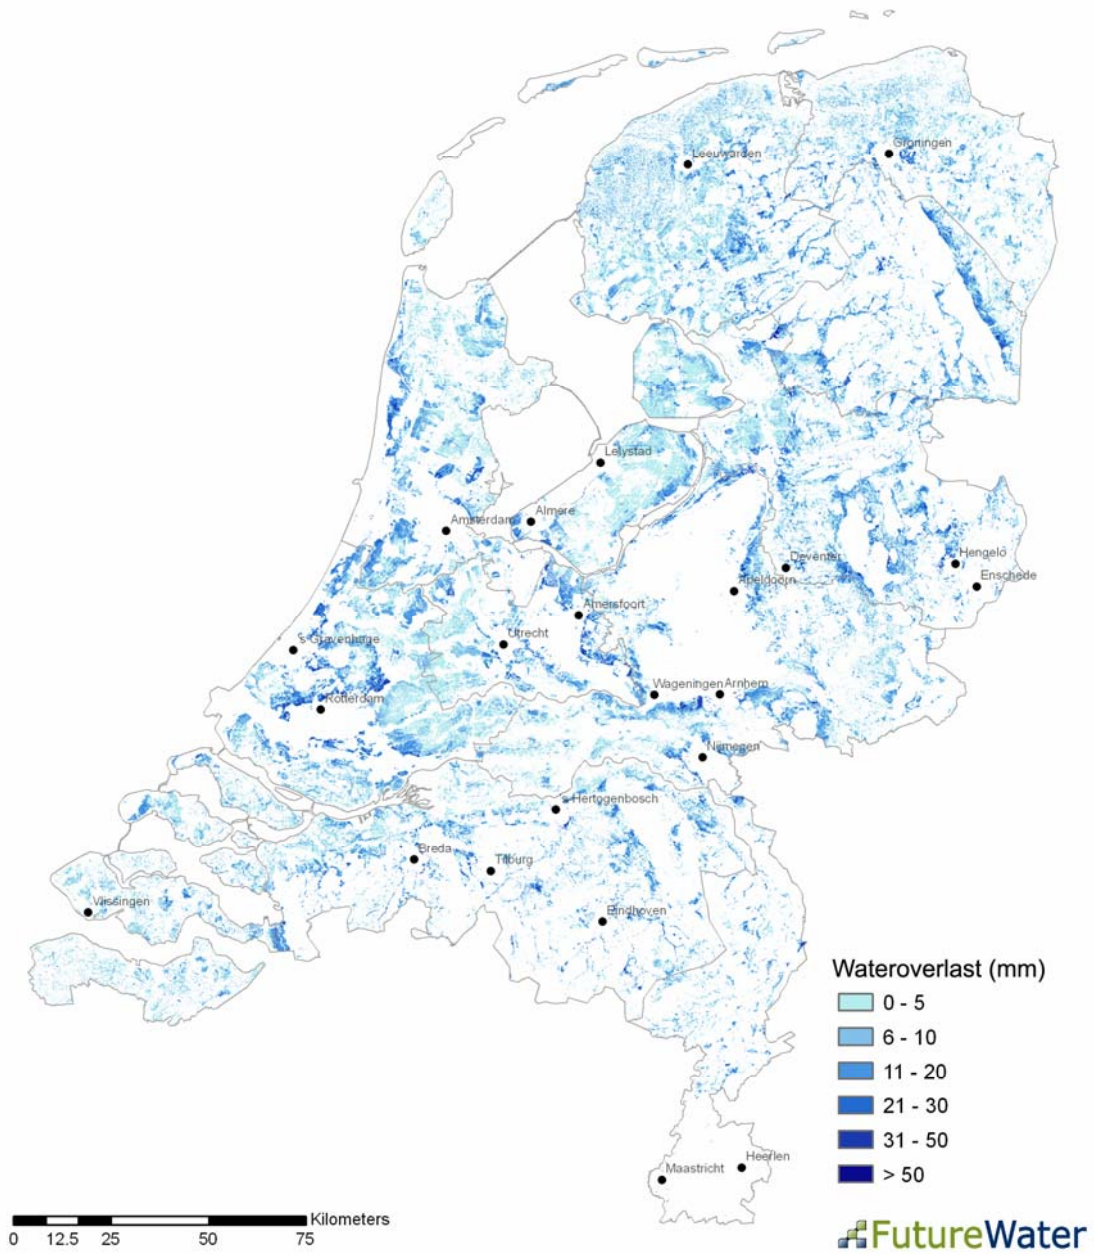 Leeuwarden
Groningen
Lelystad
Almere
Amsterdam
Deventer
Hengelo
Apeldoorn
Enschede
Amersfoort
Utrecht
's Gravenhage
Wageningen
Arnhem
Rotterdam
Nijmegen
's Hertogenbosch
Breda
Tilburg
Vlissingen
Eindhoven
Wateroverlast (mm)
0 - 5
6 - 10
11 - 20
21 - 30
31 - 50
> 50
Heerlen
Maastricht
Kilometers
0 12.5 25 50 75
FutureWater